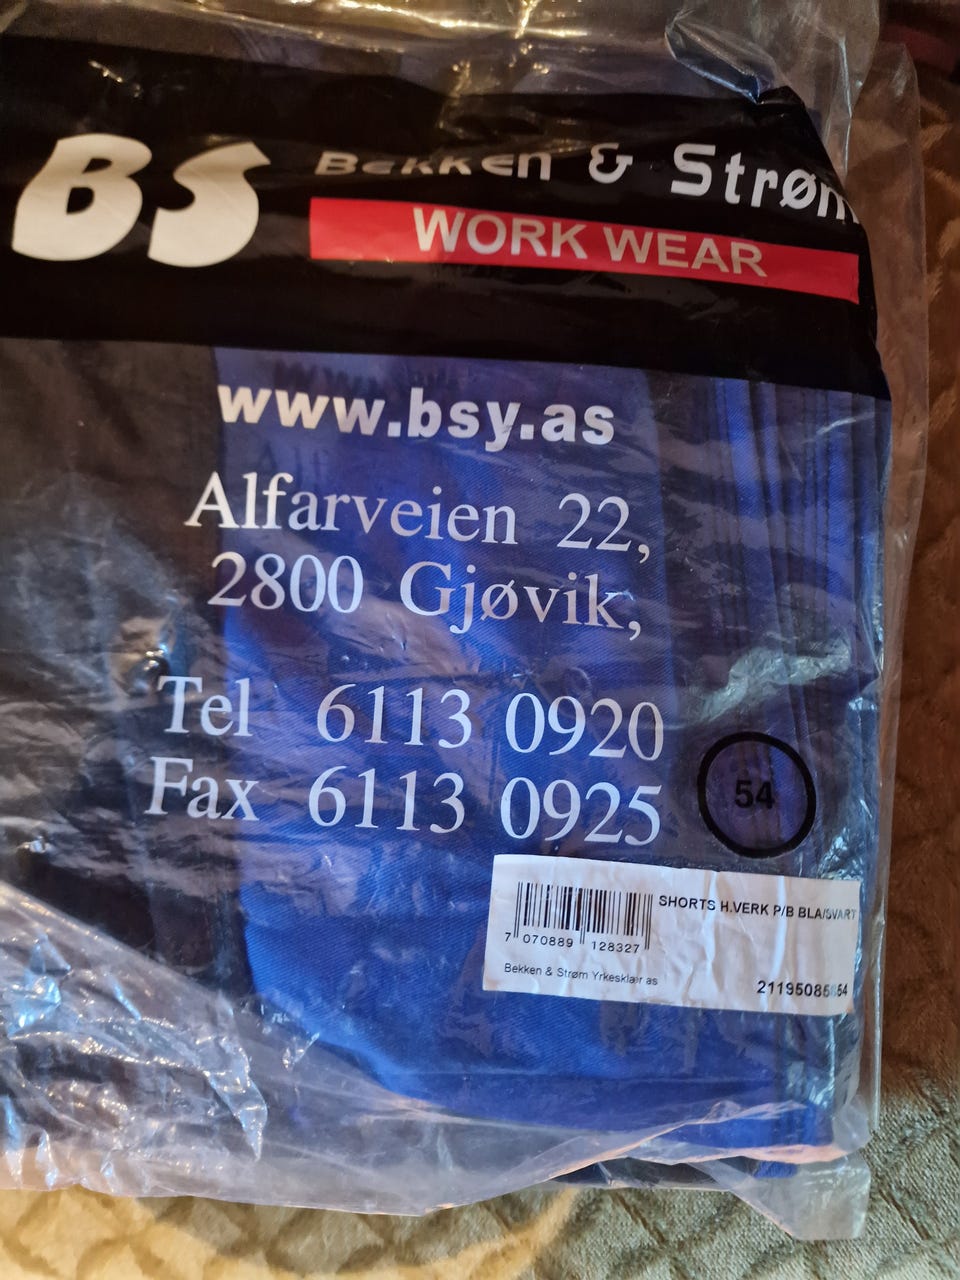 BS Bekken & Strøm
WORK WEAR
www.bsy.as
Alfarveien 22,
2800 Gjøvik,
Tel 6113 0920
Fax 6113 0925
54
SHORTS H.VERK P/B BLA/SVART
7 070889 128327
Bekken & Strøm Yrkesklær as